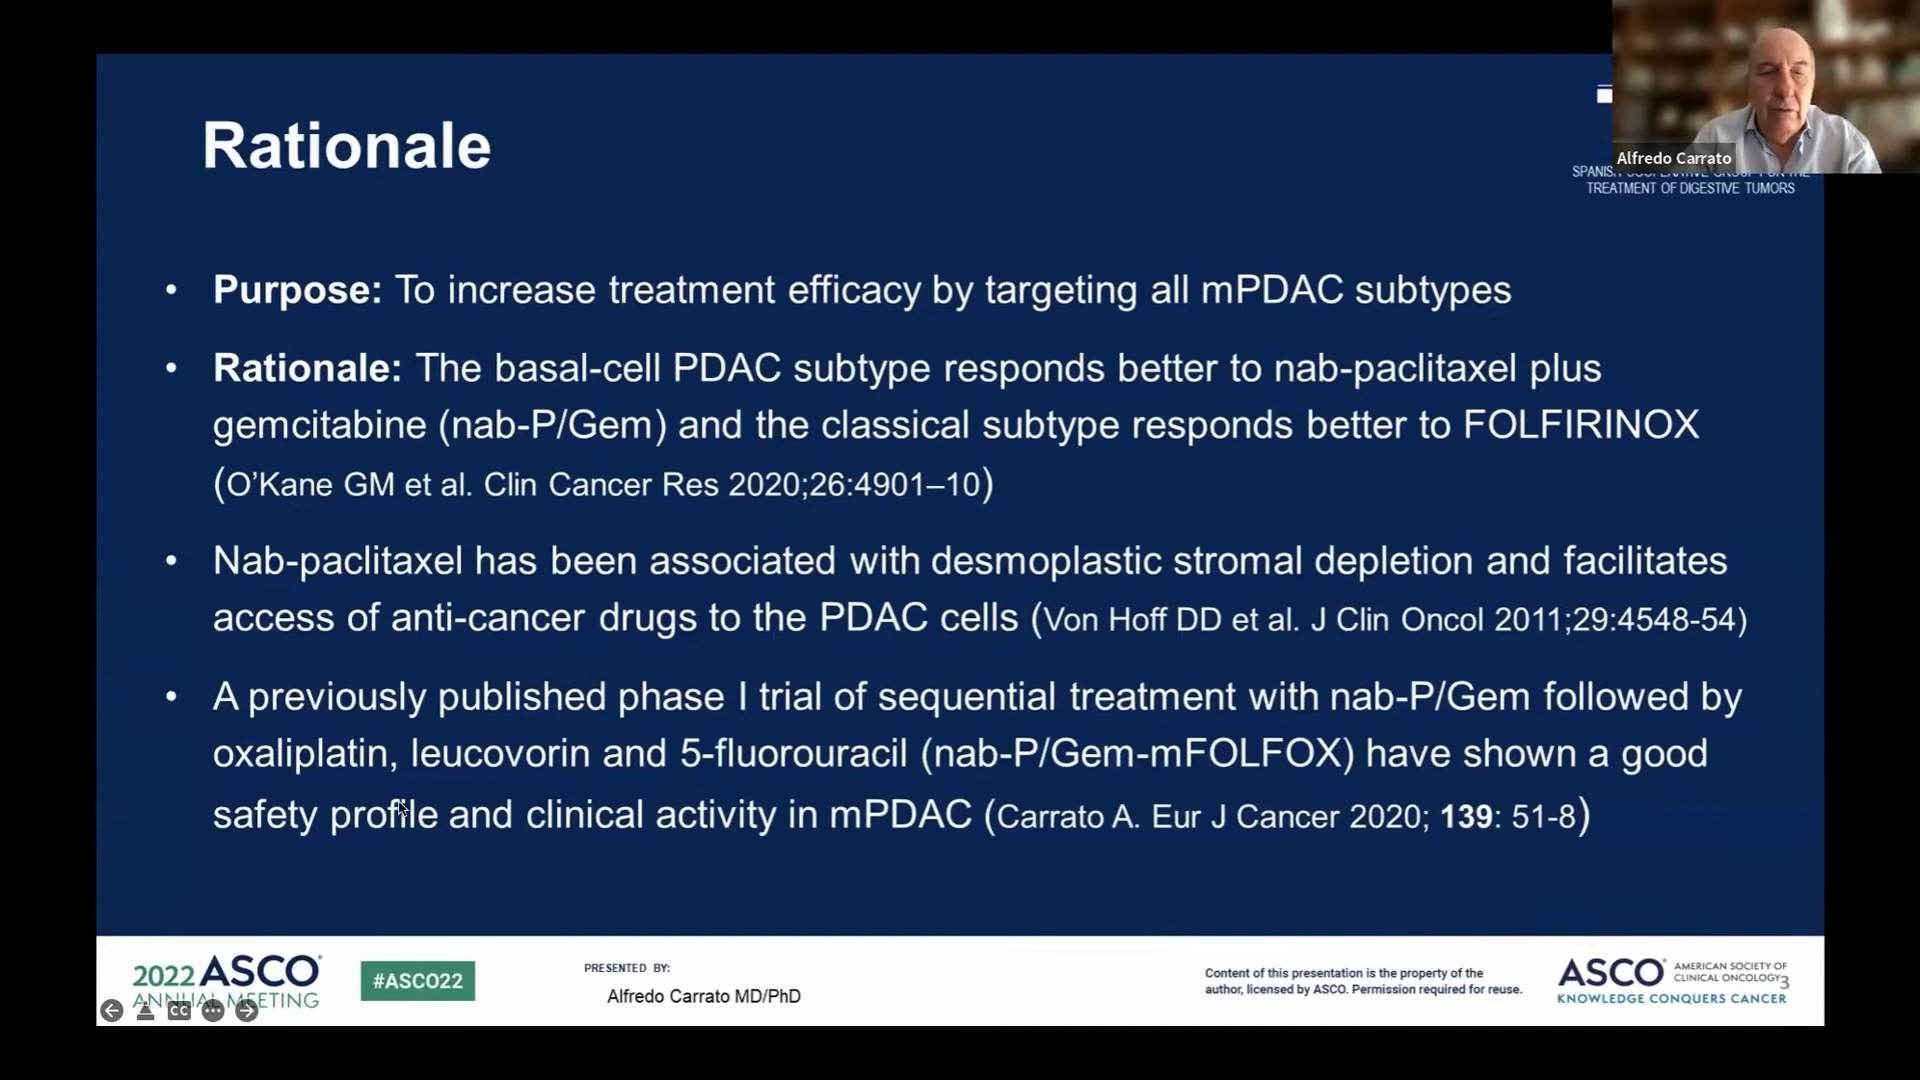 Rationale
Alfredo Carrato
SPANISH COOPERATIVE GROUP FOR THE
TREATMENT OF DIGESTIVE TUMORS
• Purpose: To increase treatment efficacy by targeting all mPDAC subtypes
• Rationale: The basal-cell PDAC subtype responds better to nab-paclitaxel plus
gemcitabine (nab-P/Gem) and the classical subtype responds better to FOLFIRINOX
(O’Kane GM et al. Clin Cancer Res 2020;26:4901–10)
• Nab-paclitaxel has been associated with desmoplastic stromal depletion and facilitates
access of anti-cancer drugs to the PDAC cells (Von Hoff DD et al. J Clin Oncol 2011;29:4548-54)
• A previously published phase I trial of sequential treatment with nab-P/Gem followed by
oxaliplatin, leucovorin and 5-fluorouracil (nab-P/Gem-mFOLFOX) have shown a good
safety profile and clinical activity in mPDAC (Carrato A. Eur J Cancer 2020; 139: 51-8)
2022 ASCO®
ANNUAL MEETING
CC
#ASCO22
PRESENTED BY:
Alfredo Carrato MD/PhD
Content of this presentation is the property of the
author, licensed by ASCO. Permission required for reuse.
ASCO® AMERICAN SOCIETY OF
CLINICAL ONCOLOGY
3
KNOWLEDGE CONQUERS CANCER